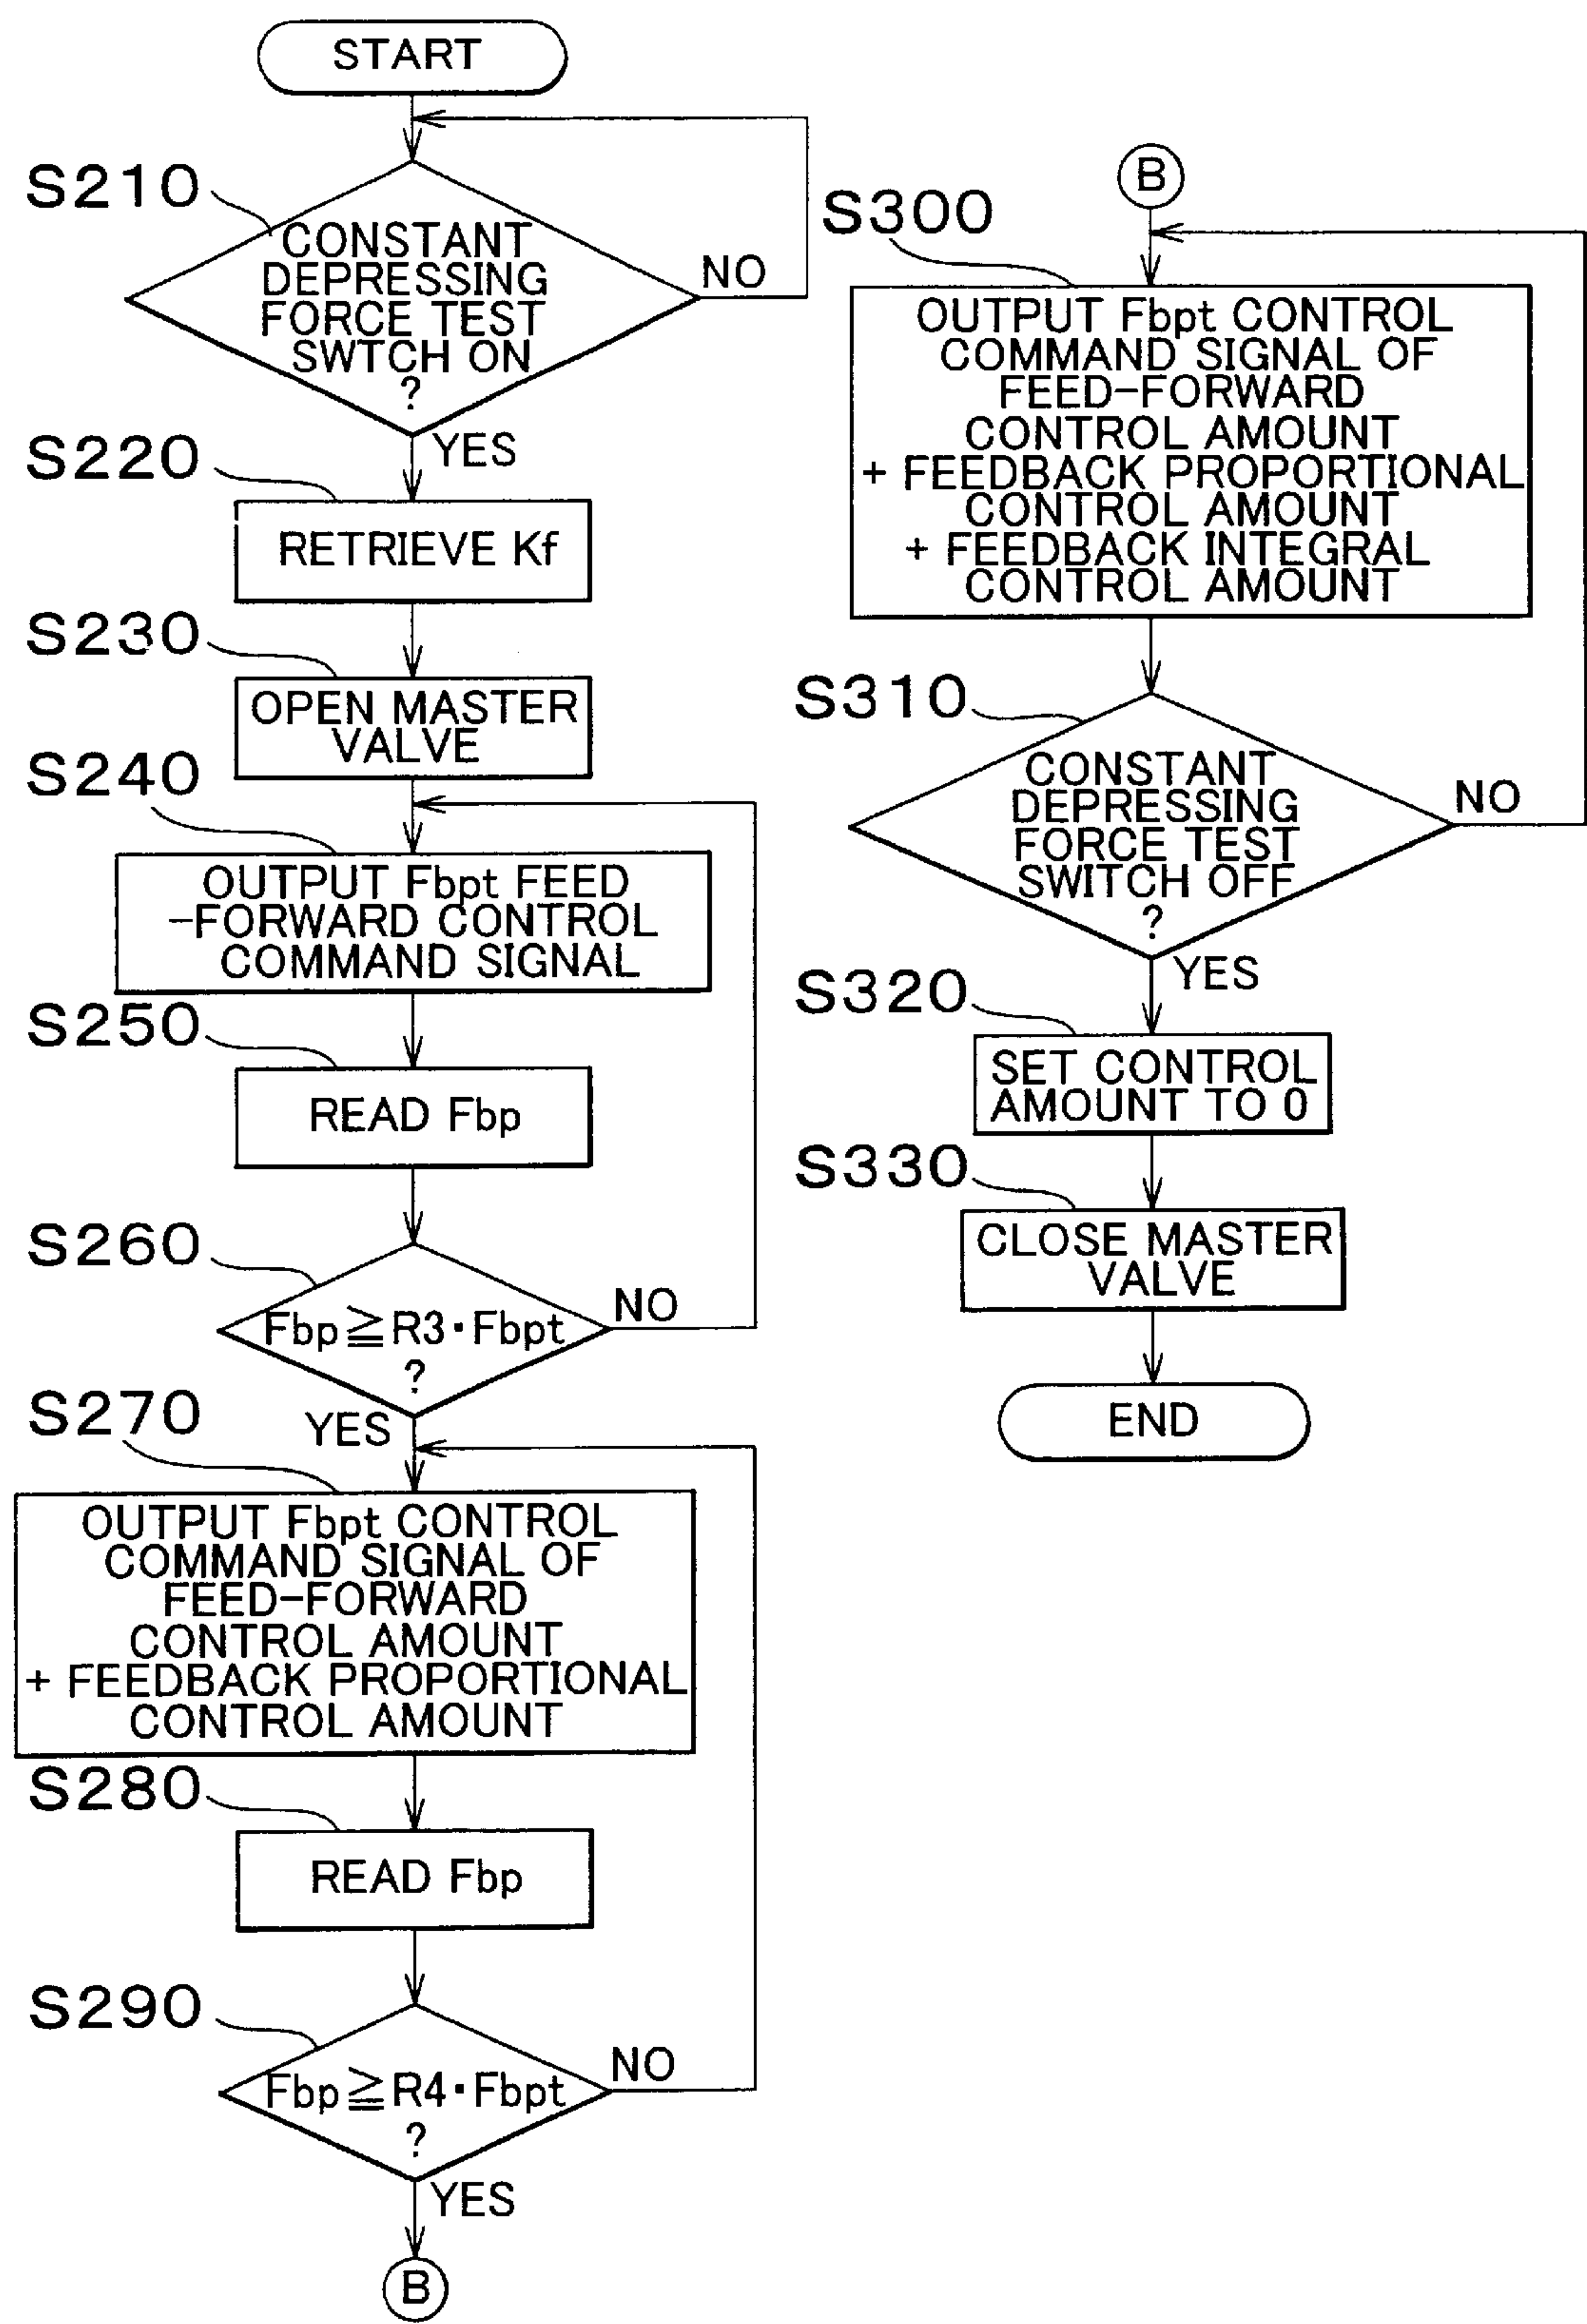 START
S210
CONSTANT
DEPRESSING
FORCE TEST
SWTCH ON
?
NO
YES
S220
RETRIEVE Kf
S230
OPEN MASTER
VALVE
S240
OUTPUT Fbpt FEED
-FORWARD CONTROL
COMMAND SIGNAL
S250
READ Fbp
S260
Fbp≧R3·Fbpt
?
NO
YES
S270
OUTPUT Fbpt CONTROL
COMMAND SIGNAL OF
FEED-FORWARD
CONTROL AMOUNT
+ FEEDBACK PROPORTIONAL
CONTROL AMOUNT
S280
READ Fbp
S290
Fbp≧R4·Fbpt
?
NO
YES
B
B
S300
OUTPUT Fbpt CONTROL
COMMAND SIGNAL OF
FEED-FORWARD
CONTROL AMOUNT
+ FEEDBACK PROPORTIONAL
CONTROL AMOUNT
+ FEEDBACK INTEGRAL
CONTROL AMOUNT
S310
CONSTANT
DEPRESSING
FORCE TEST
SWITCH OFF
?
NO
YES
S320
SET CONTROL
AMOUNT TO 0
S330
CLOSE MASTER
VALVE
END